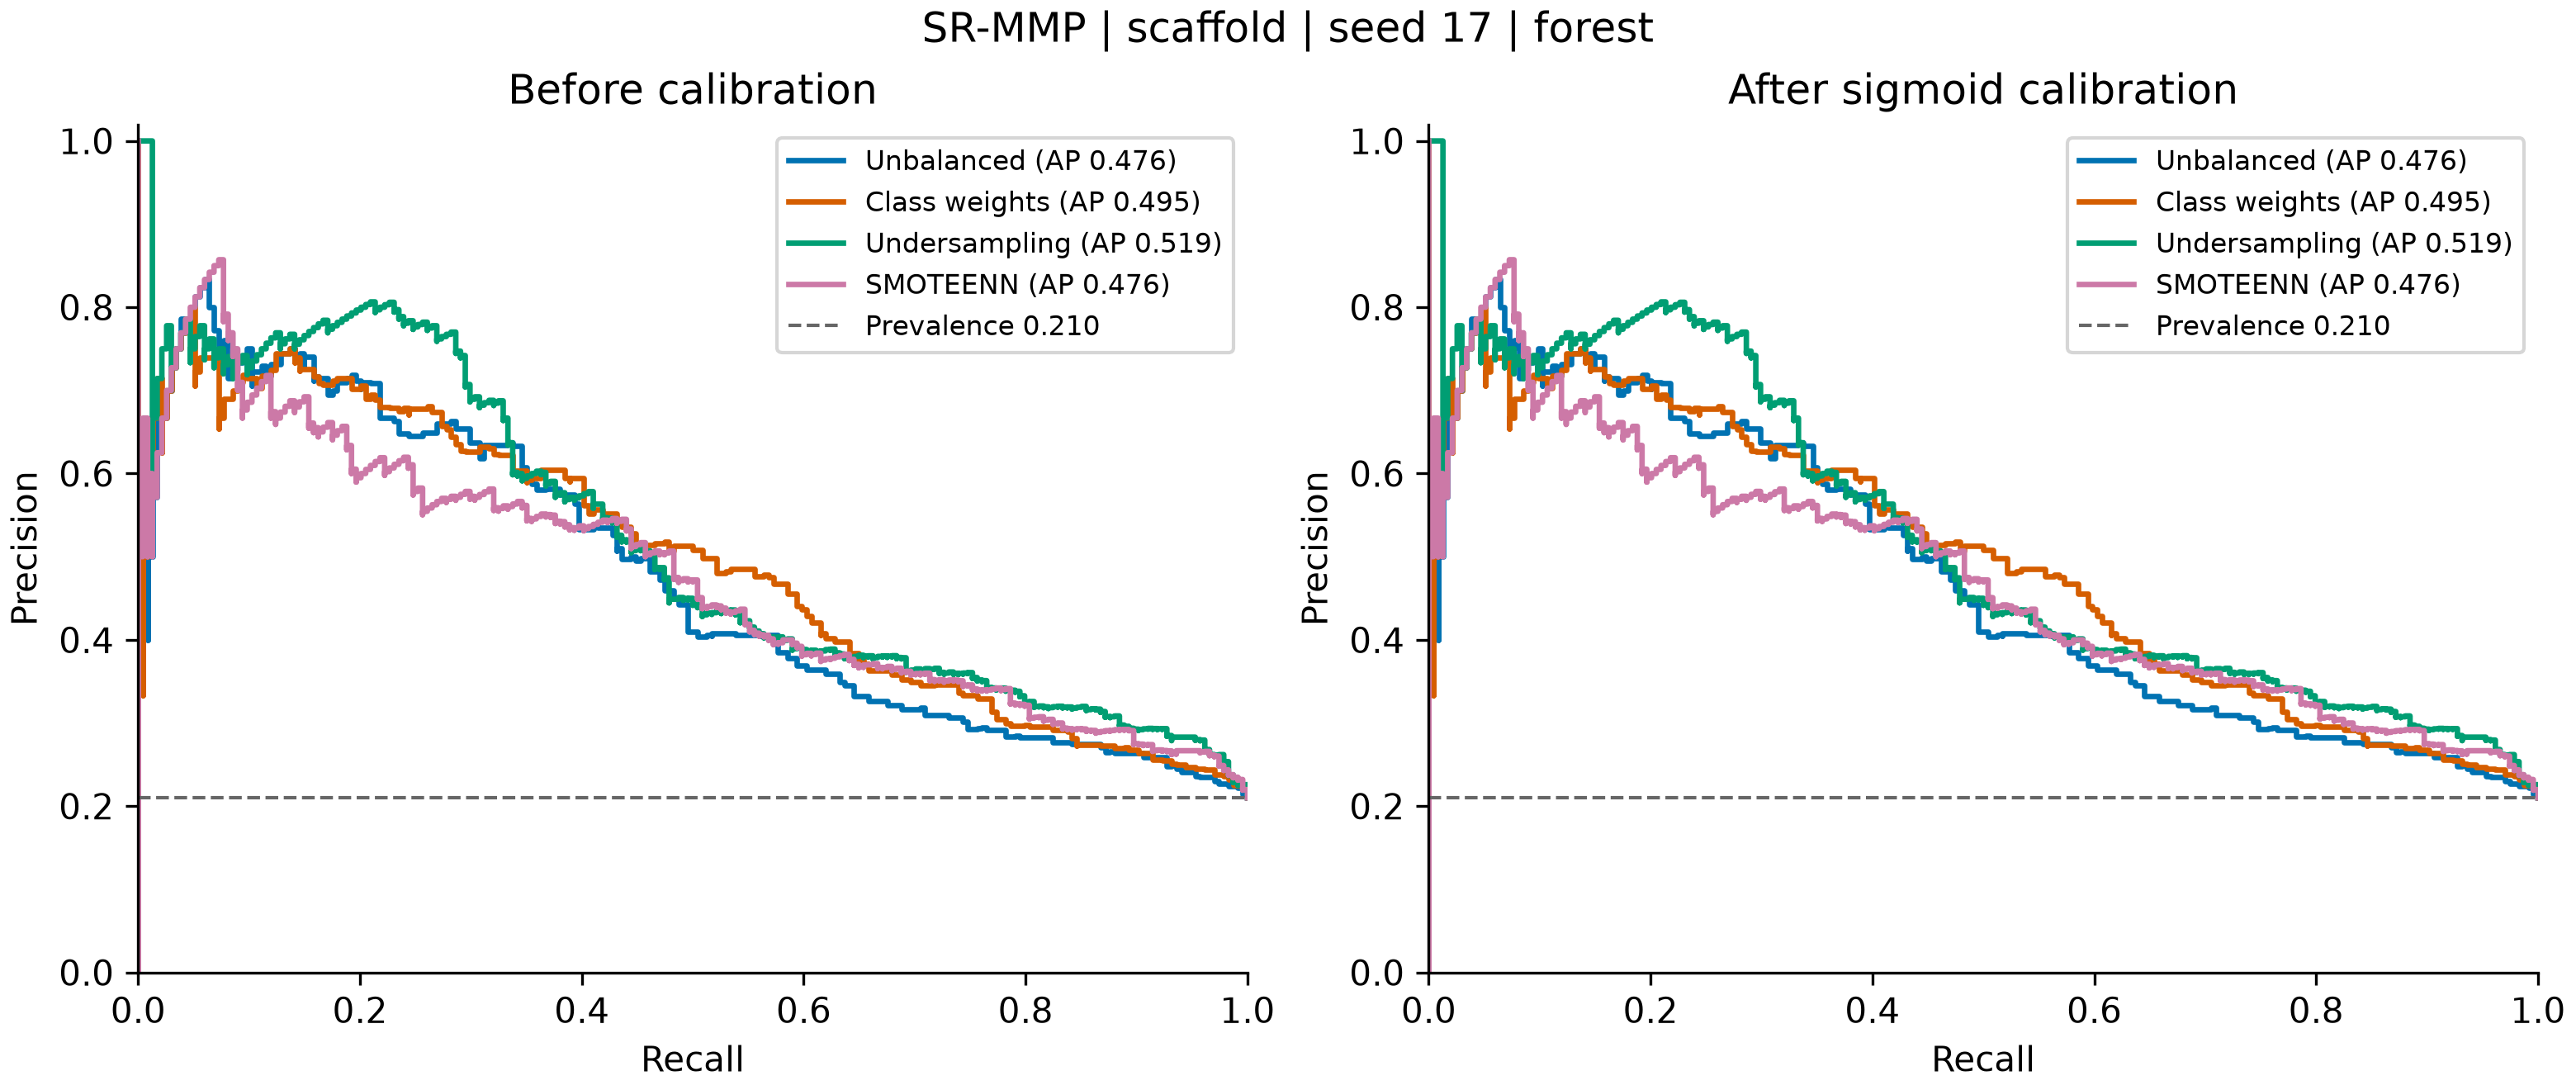 SR-MMP | scaffold | seed 17 | forest
Before calibration
1.0
0.8
0.6
0.4
0.2
0.0
Precision
Unbalanced (AP 0.476)
Class weights (AP 0.495)
Undersampling (AP 0.519)
SMOTEENN (AP 0.476)
Prevalence 0.210
0.0 0.2 0.4 0.6 0.8 1.0
Recall
After sigmoid calibration
1.0
0.8
0.6
0.4
0.2
0.0
Precision
Unbalanced (AP 0.476)
Class weights (AP 0.495)
Undersampling (AP 0.519)
SMOTEENN (AP 0.476)
Prevalence 0.210
0.0 0.2 0.4 0.6 0.8 1.0
Recall